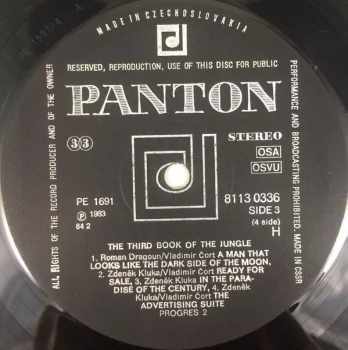 MADE IN CZECHOSLOVAKIA
RESERVED, REPRODUCTION, USE OF THIS DISC FOR PUBLIC
PERFORMANCE AND BROADCASTING PROHIBITED. MADE IN CSSR
ALL RIGHTS OF THE RECORD PRODUCER AND OF THE OWNER
PANTON
33
STEREO
OSA
OSVU
PE 1691
℗ 1983
84 2
8113 0336
SIDE 3
(4 side)
H
THE THIRD BOOK OF THE JUNGLE
1. Roman Dragoun/Vladimír Čort A MAN THAT
LOOKS LIKE THE DARK SIDE OF THE MOON,
2. Zdeněk Kluka/Vladimír Čort READY FOR
SALE, 3. Zdeněk Kluka IN THE PARA-
DISE OF THE CENTURY, 4. Zdeněk
Kluka/Vladimír Čort THE
ADVERTISING SUITE
PROGRES 2